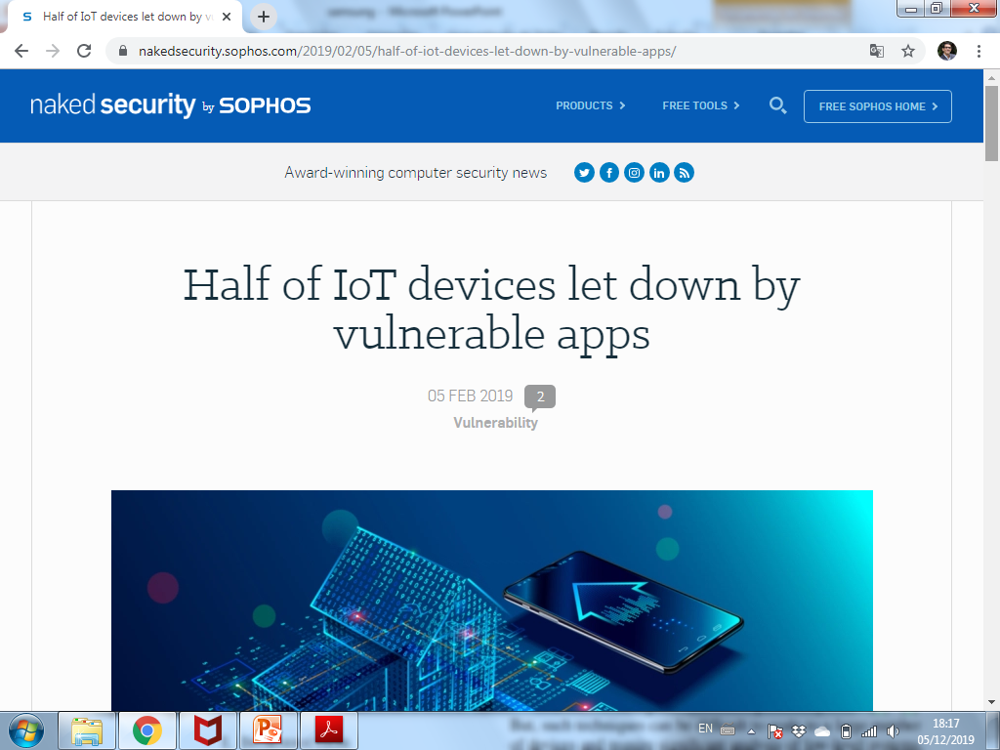 samsung - Microsoft PowerPoint
Half of IoT devices let down by v
nakedsecurity.sophos.com/2019/02/05/half-of-iot-devices-let-down-by-vulnerable-apps/
naked security by SOPHOS
PRODUCTS
FREE TOOLS
FREE SOPHOS HOME
Award-winning computer security news
Half of IoT devices let down by
vulnerable apps
05 FEB 2019
2
Vulnerability
EN
18:17
05/12/2019